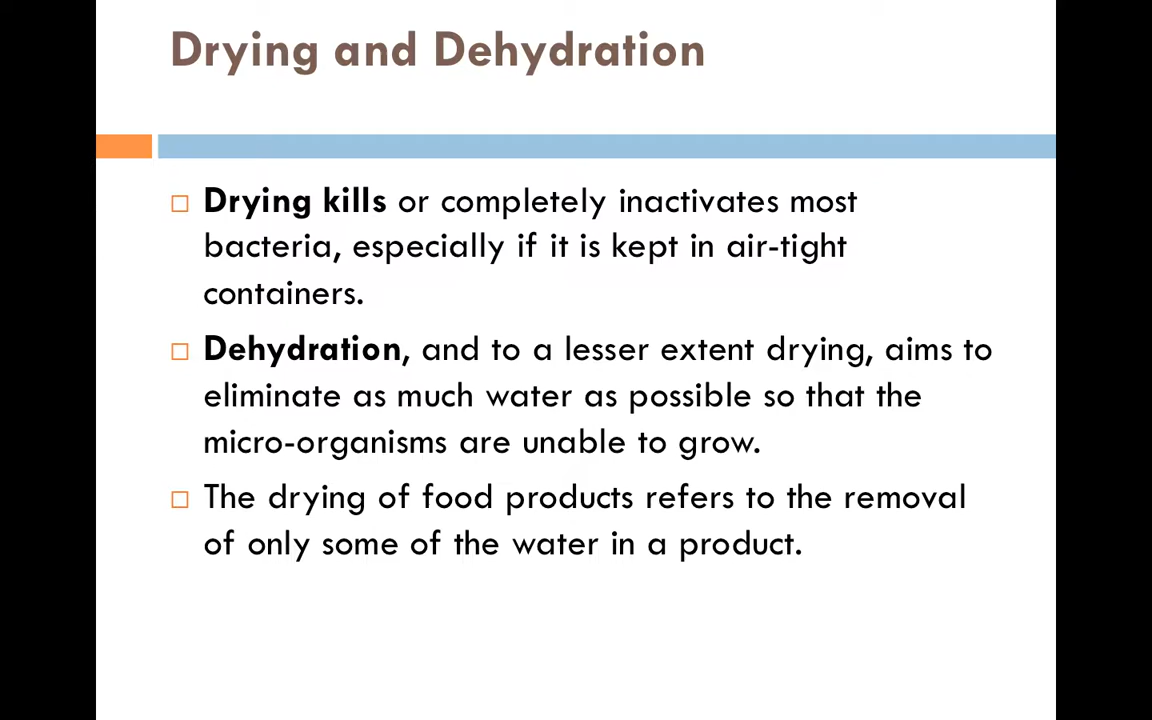 Drying and Dehydration
Drying kills or completely inactivates most
bacteria, especially if it is kept in air-tight
containers.
Dehydration, and to a lesser extent drying, aims to
eliminate as much water as possible so that the
micro-organisms are unable to grow.
The drying of food products refers to the removal
of only some of the water in a product.